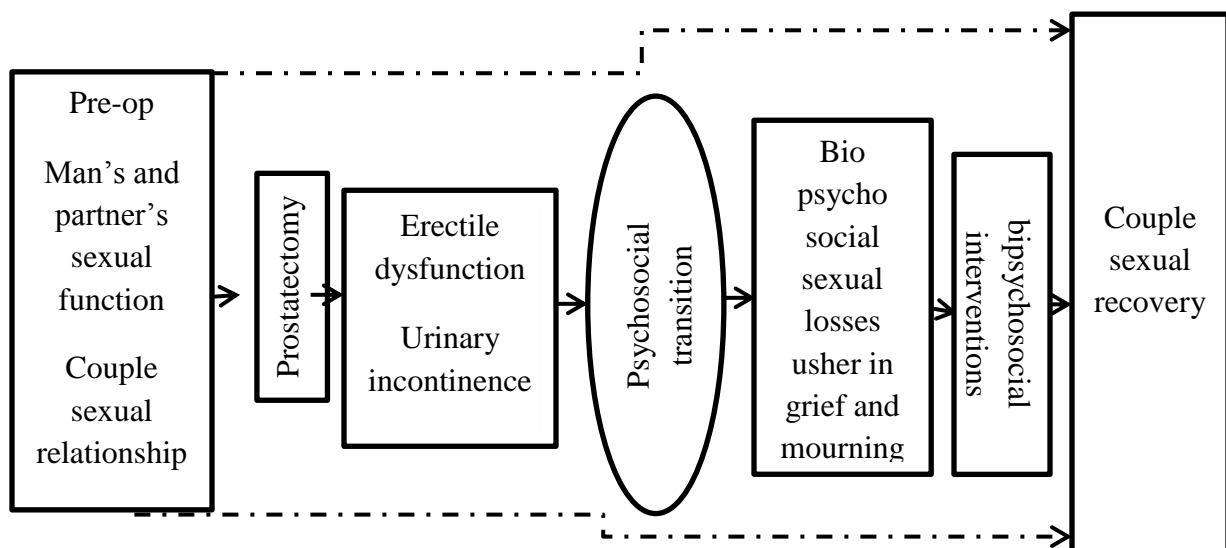 Pre-op
Man’s and
partner’s
sexual
function
Couple
sexual
relationship
Prostatectomy
Erectile
dysfunction
Urinary
incontinence
Psychosocial
transition
Bio
psycho
social
sexual
losses
usher in
grief and
mourning
bipsychosocial
interventions
Couple
sexual
recovery